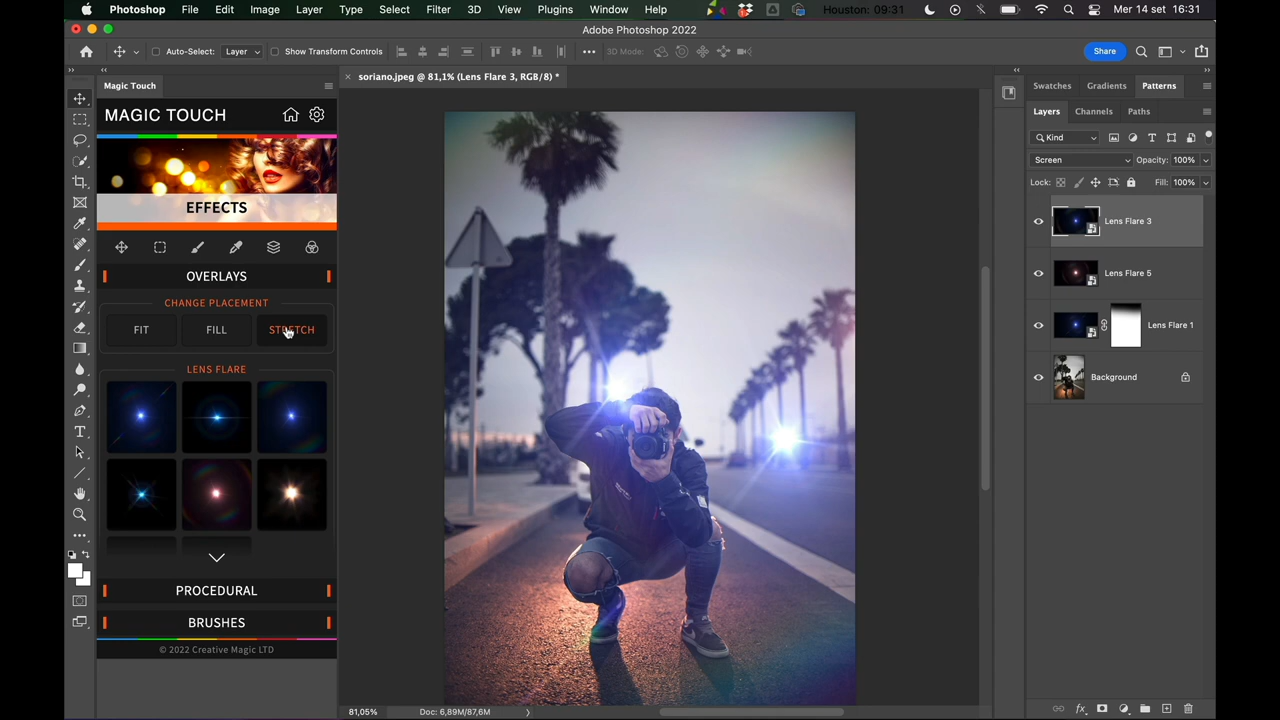 Photoshop File Edit Image Layer Type Select Filter 3D View Plugins Window Help Houston: 09:31 Mer 14 set 16:31
Adobe Photoshop 2022
Auto-Select: Layer Show Transform Controls 3D Mode: Share
Magic Touch
soriano.jpeg @ 81,1% (Lens Flare 3, RGB/8) *
Swatches Gradients Patterns
MAGIC TOUCH
EFFECTS
OVERLAYS
CHANGE PLACEMENT
FIT FILL STRETCH
LENS FLARE
PROCEDURAL
BRUSHES
© 2022 Creative Magic LTD
Layers Channels Paths
Kind
Screen Opacity: 100%
Lock: Fill: 100%
Lens Flare 3
Lens Flare 5
Lens Flare 1
Background
81,05% Doc: 6,89M/87,6M